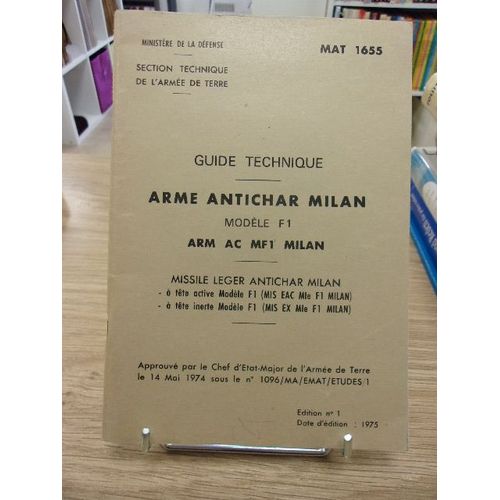 MINISTÈRE DE LA DÉFENSE
MAT 1655
SECTION TECHNIQUE
DE L'ARMÉE DE TERRE
GUIDE TECHNIQUE
ARME ANTICHAR MILAN
MODÈLE F1
ARM AC MF1 MILAN
MISSILE LEGER ANTICHAR MILAN
- à tête active Modèle F1 (MIS EAC Mle F1 MILAN)
- à tête inerte Modèle F1 (MIS EX Mle F1 MILAN)
Approuvé par le Chef d'Etat-Major de l'Armée de Terre
le 14 Mai 1974 sous le n° 1096/MA/EMAT/ETUDES/1
Edition n° 1
Date d'édition : 1975